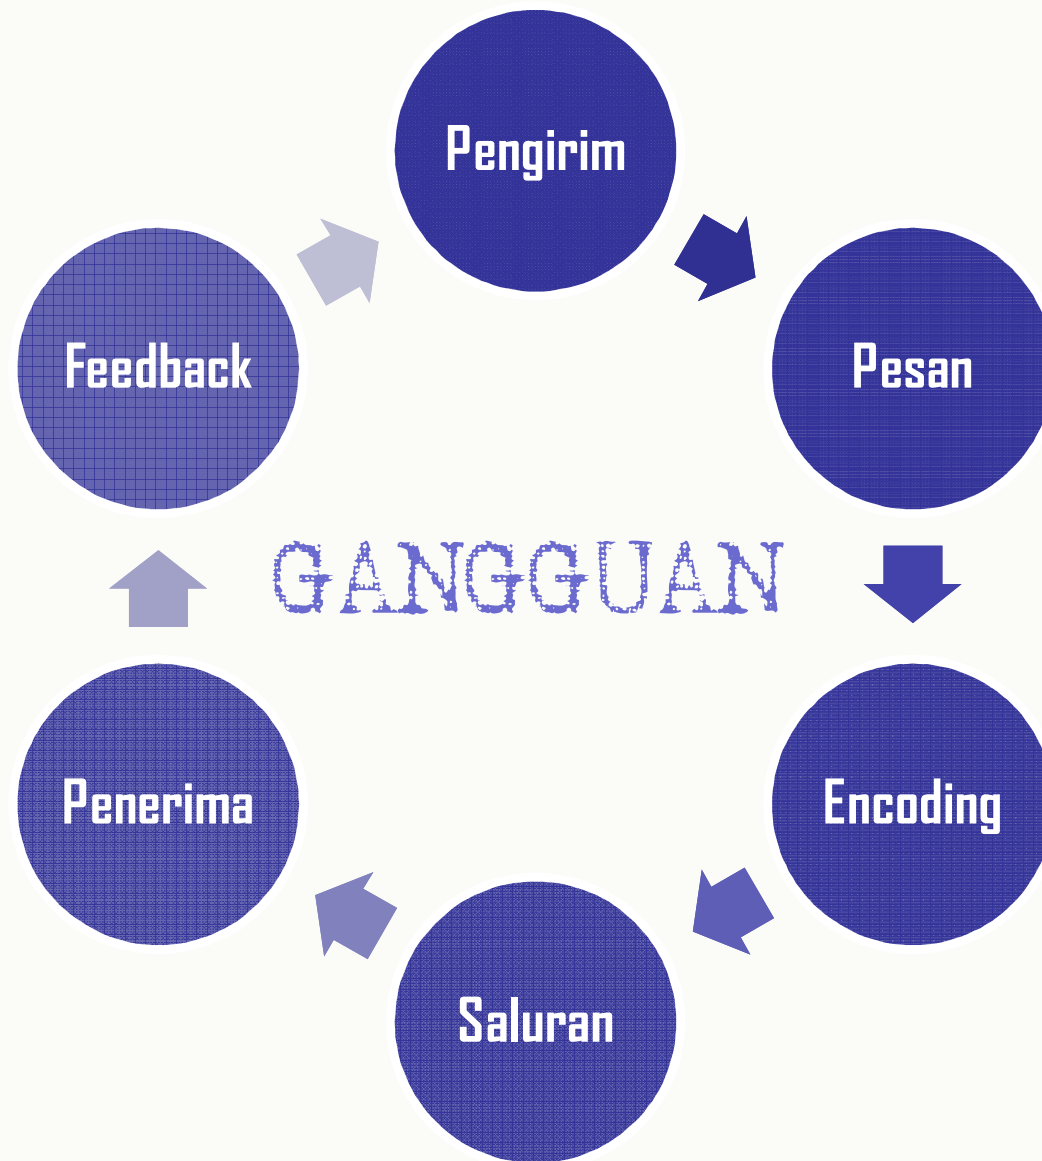 Pengirim
Pesan
Encoding
Saluran
Penerima
Feedback
GANGGUAN